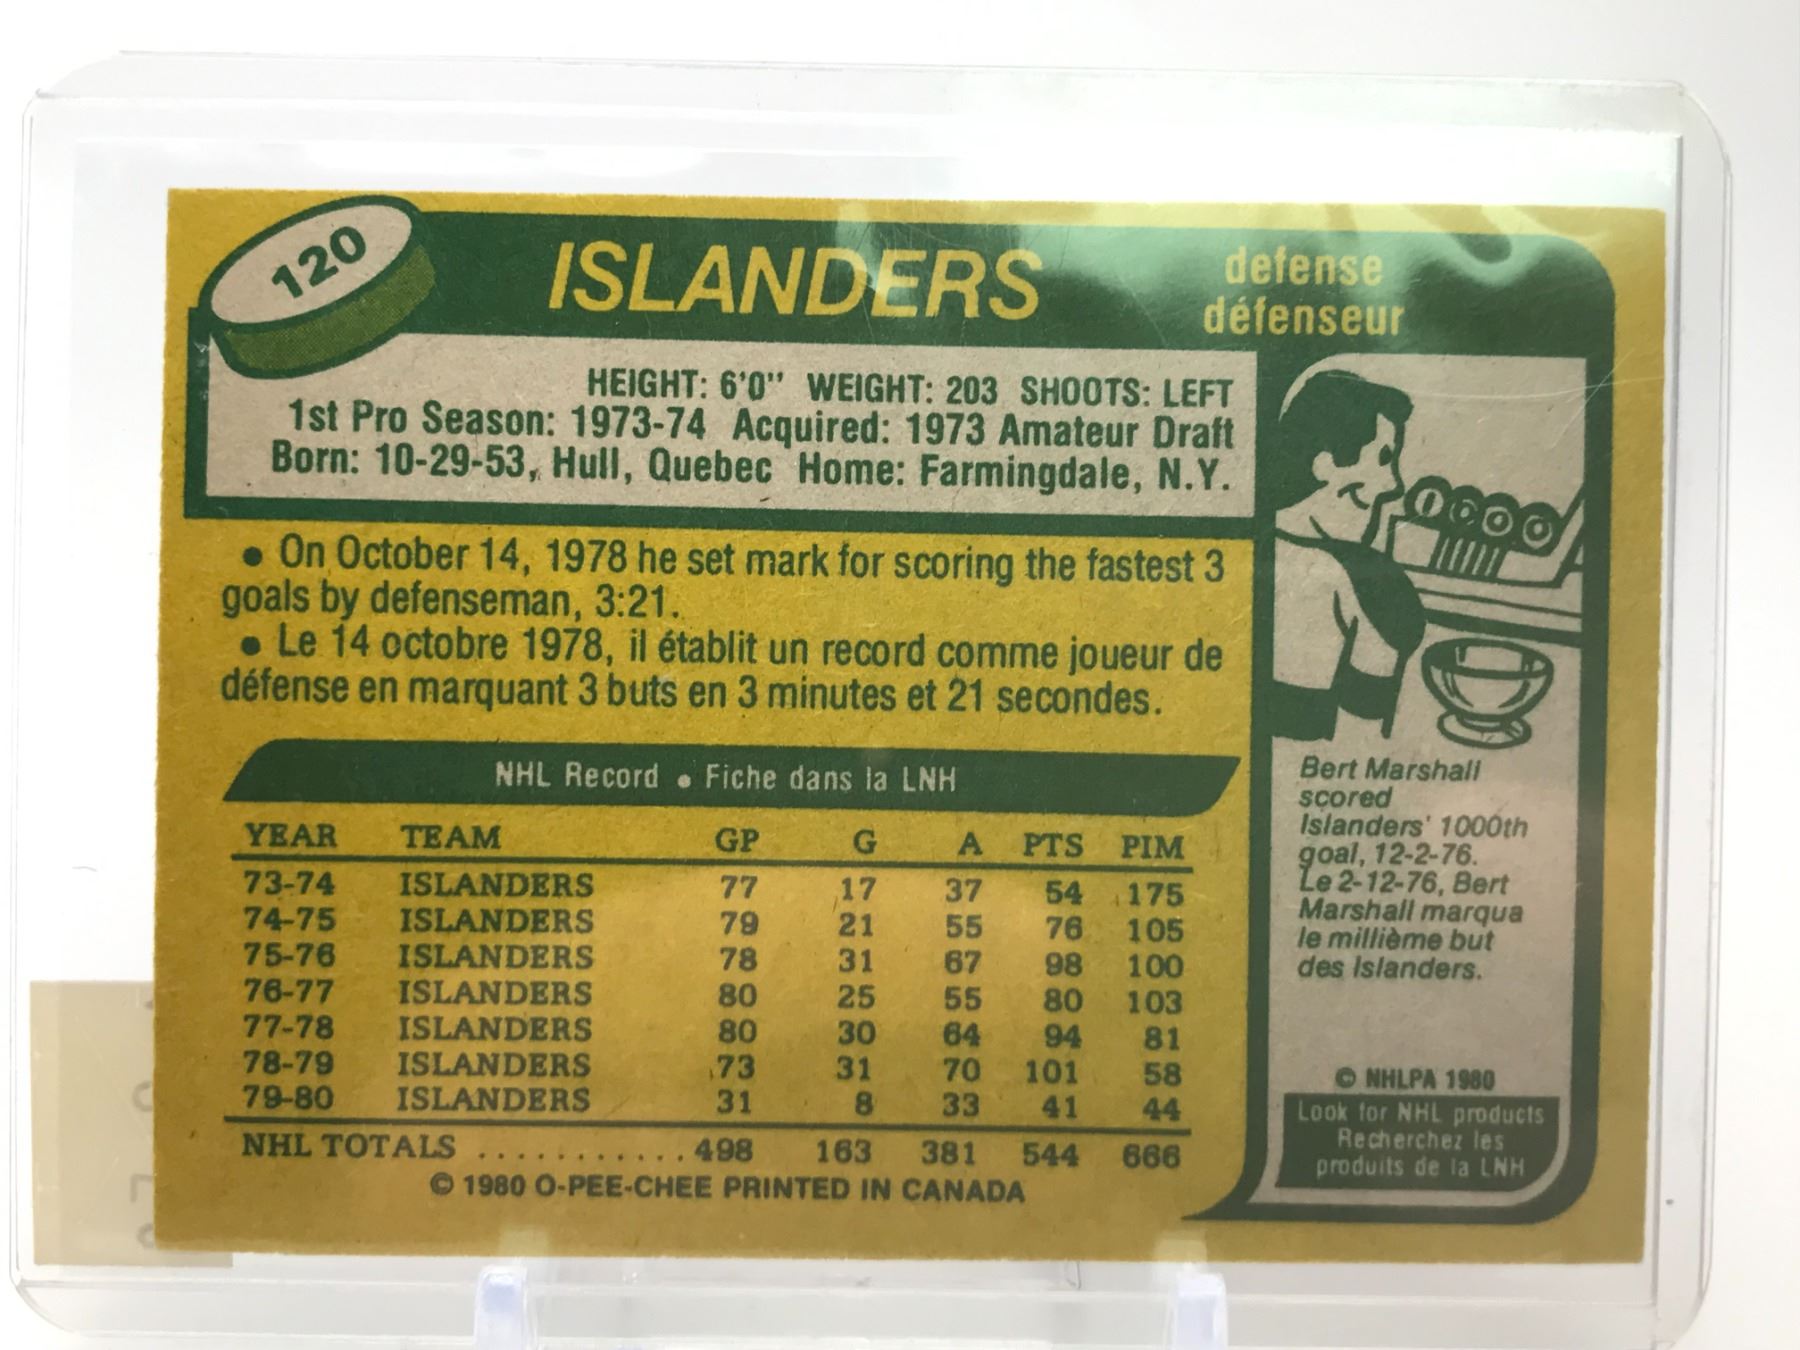 120
ISLANDERS
defense
défenseur
HEIGHT: 6'0" WEIGHT: 203 SHOOTS: LEFT
1st Pro Season: 1973-74 Acquired: 1973 Amateur Draft
Born: 10-29-53, Hull, Quebec Home: Farmingdale, N.Y.
• On October 14, 1978 he set mark for scoring the fastest 3
goals by defenseman, 3:21.
• Le 14 octobre 1978, il établit un record comme joueur de
défense en marquant 3 buts en 3 minutes et 21 secondes.
NHL Record • Fiche dans la LNH
YEAR TEAM GP G A PTS PIM
73-74 ISLANDERS 77 17 37 54 175
74-75 ISLANDERS 79 21 55 76 105
75-76 ISLANDERS 78 31 67 98 100
76-77 ISLANDERS 80 25 55 80 103
77-78 ISLANDERS 80 30 64 94 81
78-79 ISLANDERS 73 31 70 101 58
79-80 ISLANDERS 31 8 33 41 44
NHL TOTALS ............ 498 163 381 544 666
© 1980 O-PEE-CHEE PRINTED IN CANADA
Bert Marshall
scored
Islanders' 1000th
goal, 12-2-76.
Le 2-12-76, Bert
Marshall marqua
le millième but
des Islanders.
© NHLPA 1980
Look for NHL products
Recherchez les
produits de la LNH